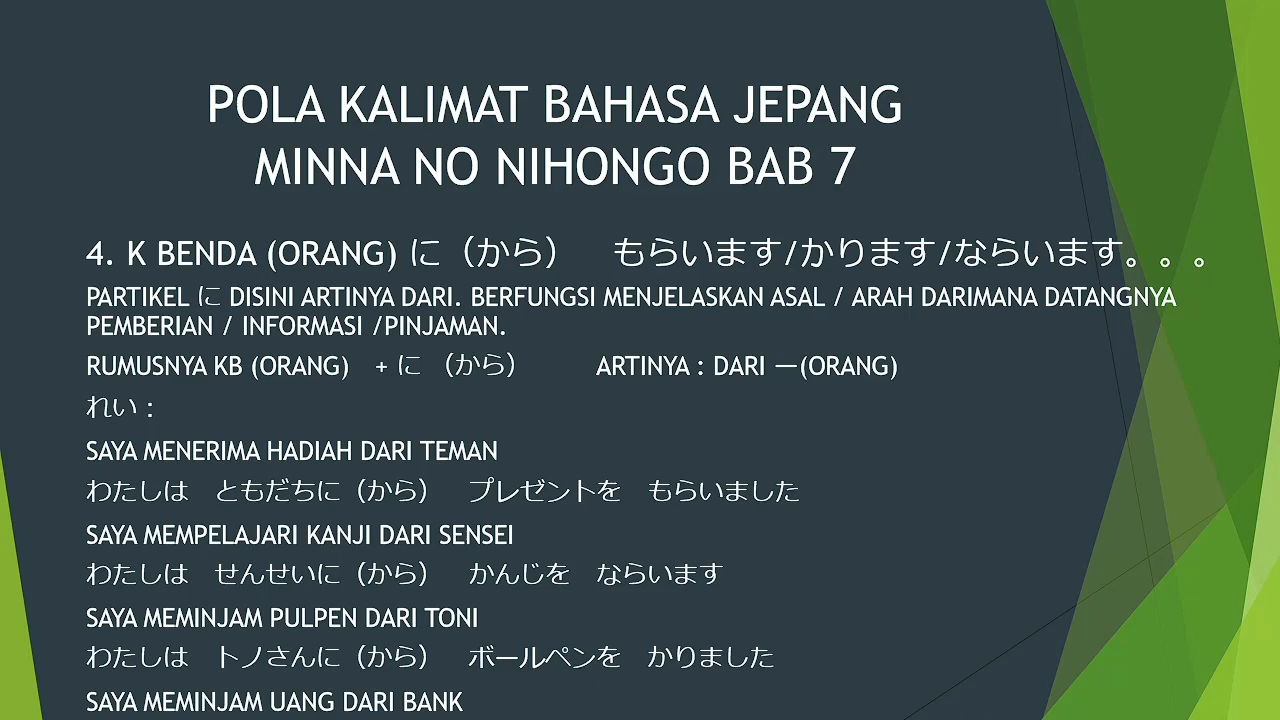 POLA KALIMAT BAHASA JEPANG
MINNA NO NIHONGO BAB 7
4. K BENDA (ORANG) に（から）　もらいます/かります/ならいます。。。
PARTIKEL に DISINI ARTINYA DARI. BERFUNGSI MENJELASKAN ASAL / ARAH DARIMANA DATANGNYA
PEMBERIAN / INFORMASI /PINJAMAN.
RUMUSNYA KB (ORANG)　+ に （から）　　ARTINYA : DARI —(ORANG)
れい :
SAYA MENERIMA HADIAH DARI TEMAN
わたしは　ともだちに（から）　プレゼントを　もらいました
SAYA MEMPELAJARI KANJI DARI SENSEI
わたしは　せんせいに（から）　かんじを　ならいます
SAYA MEMINJAM PULPEN DARI TONI
わたしは　トノさんに（から）　ボールペンを　かりました
SAYA MEMINJAM UANG DARI BANK